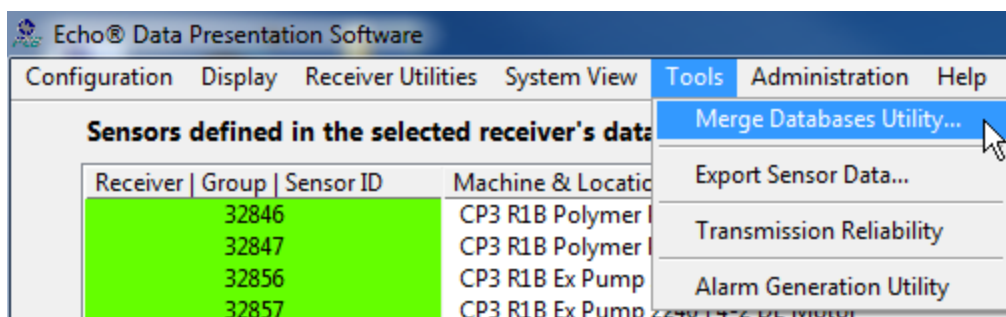 Echo® Data Presentation Software
Configuration Display Receiver Utilities System View Tools Administration Help
Merge Databases Utility...
Export Sensor Data...
Transmission Reliability
Alarm Generation Utility
Sensors defined in the selected receiver's data
Receiver | Group | Sensor ID Machine & Locatio
32846 CP3 R1B Polymer
32847 CP3 R1B Polymer
32856 CP3 R1B Ex Pump
32857 CP3 R1B Ex Pump